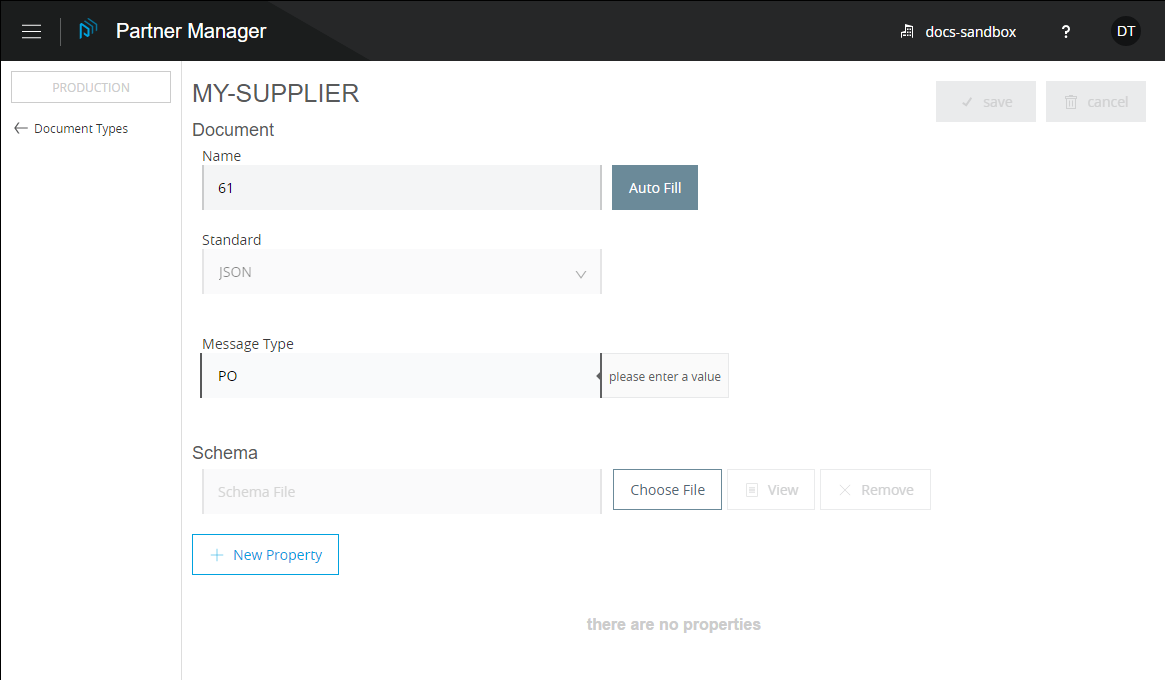 Partner Manager
docs-sandbox
?
DT
PRODUCTION
Document Types
MY-SUPPLIER
save
cancel
Document
Name
61
Auto Fill
Standard
JSON
Message Type
PO
please enter a value
Schema
Schema File
Choose File
View
Remove
New Property
there are no properties